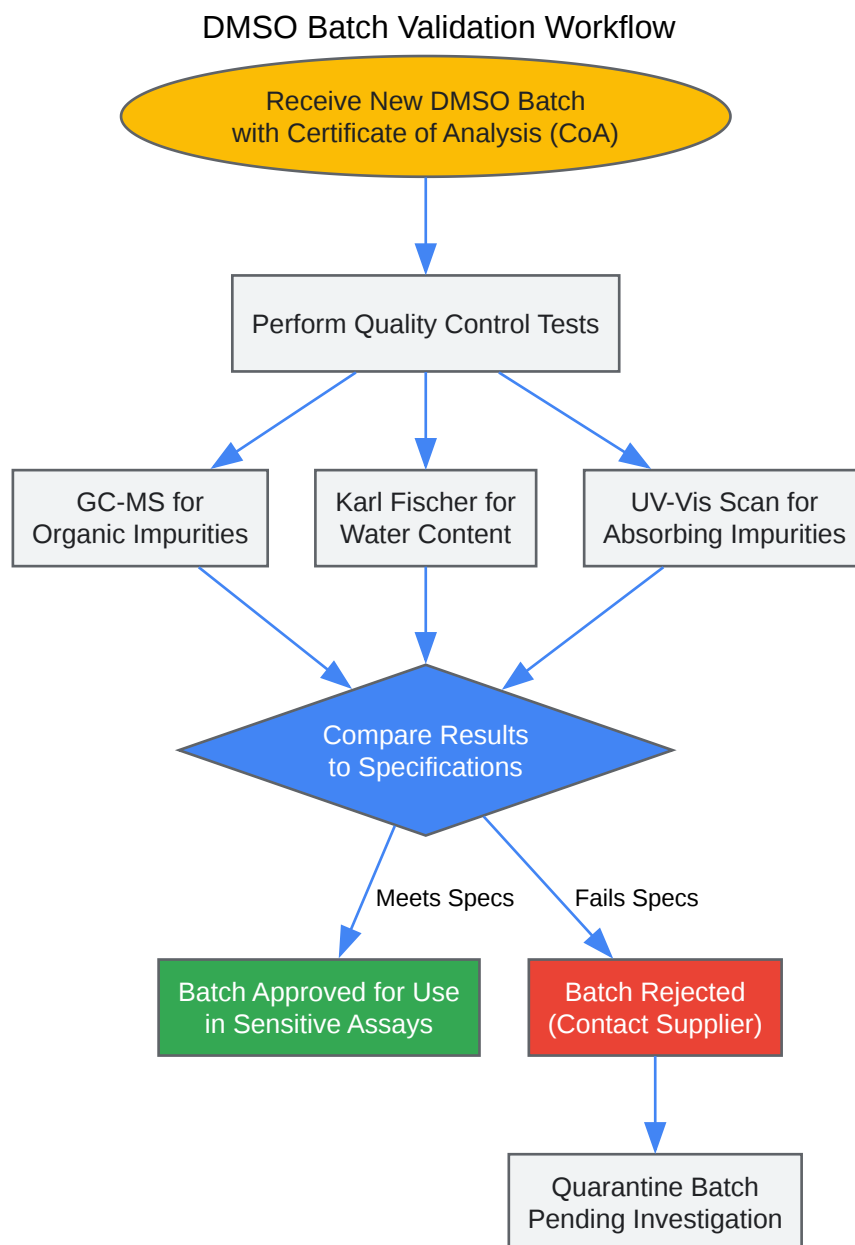 DMSO Batch Validation Workflow
Receive New DMSO Batch
with Certificate of Analysis (CoA)
Perform Quality Control Tests
GC-MS for
Organic Impurities
Karl Fischer for
Water Content
UV-Vis Scan for
Absorbing Impurities
Compare Results
to Specifications
Meets Specs
Fails Specs
Batch Approved for Use
in Sensitive Assays
Batch Rejected
(Contact Supplier)
Quarantine Batch
Pending Investigation